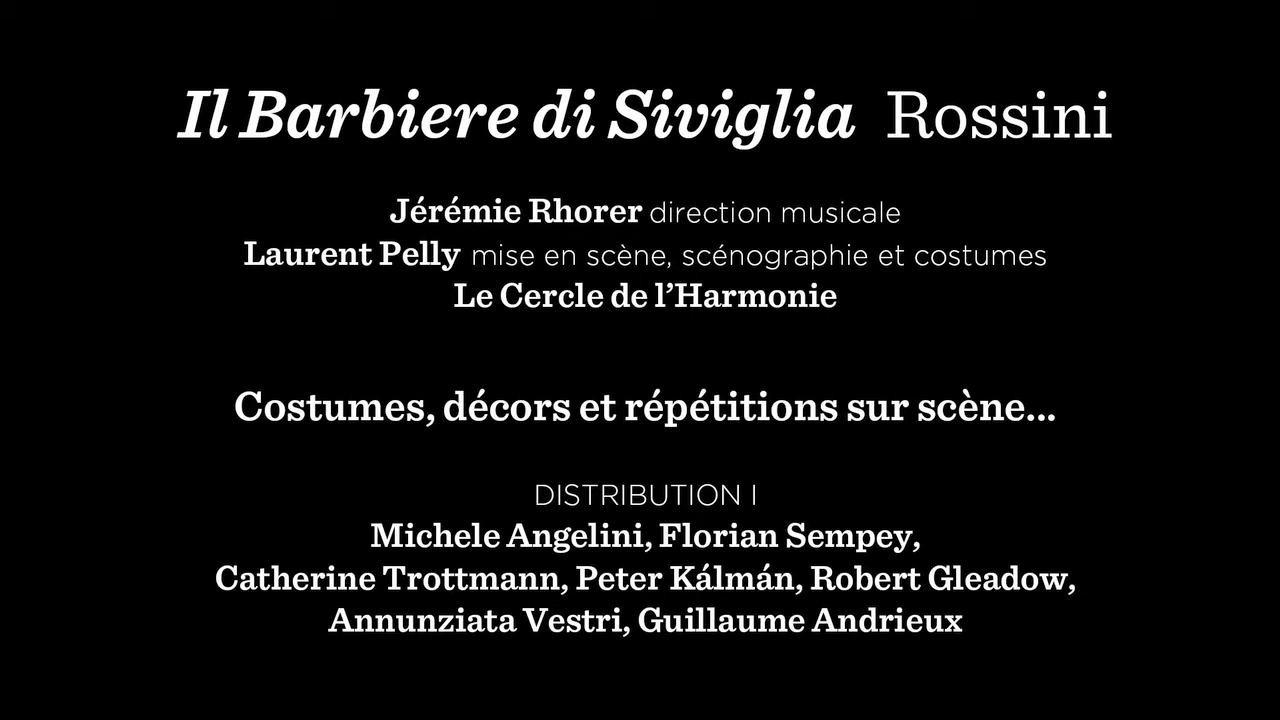 Il Barbiere di Siviglia Rossini
Jérémie Rhorer direction musicale
Laurent Pelly mise en scène, scénographie et costumes
Le Cercle de l’Harmonie
Costumes, décors et répétitions sur scène...
DISTRIBUTION I
Michele Angelini, Florian Sempey,
Catherine Trottmann, Peter Kálmán, Robert Gleadow,
Annunziata Vestri, Guillaume Andrieux